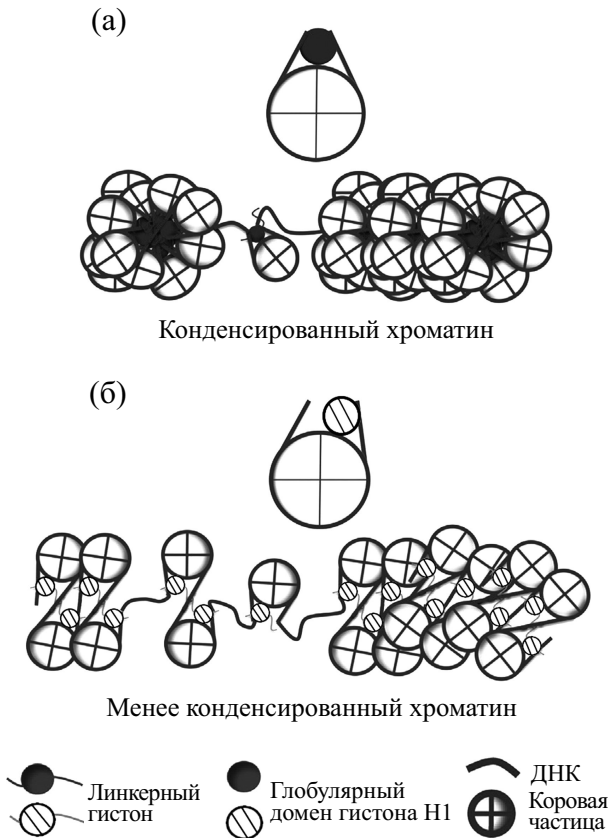 (а)
Конденсированный хроматин
(б)
Менее конденсированный хроматин
Линкерный
гистон
Глобулярный
домен гистона Н1
ДНК
Коровая
частица